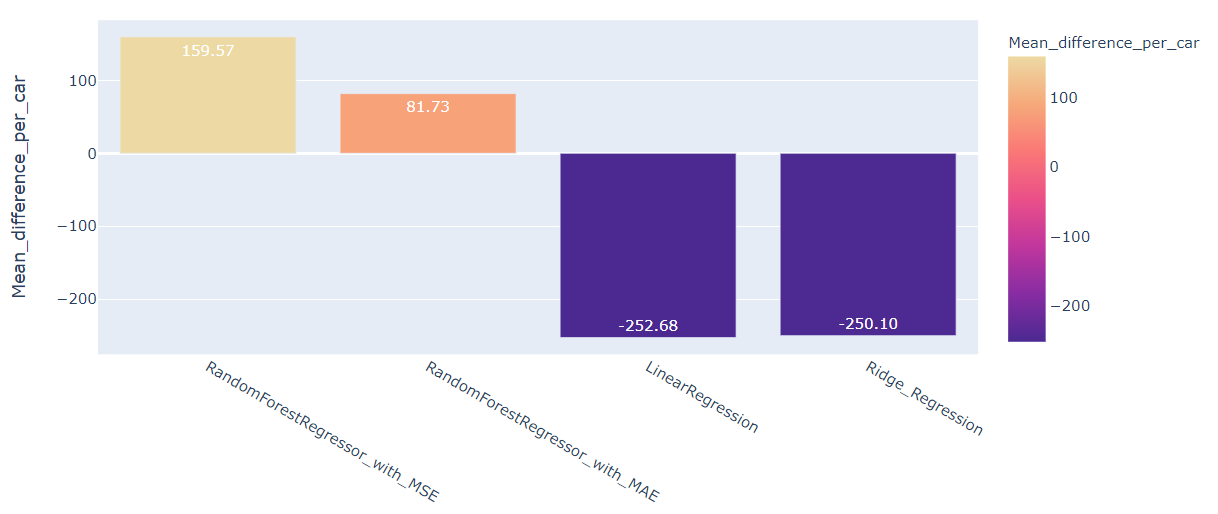 Mean_difference_per_car
100
0
−100
−200
159.57
81.73
-252.68
-250.10
RandomForestRegressor_with_MSE
RandomForestRegressor_with_MAE
LinearRegression
Ridge_Regression
Mean_difference_per_car
100
0
−100
−200